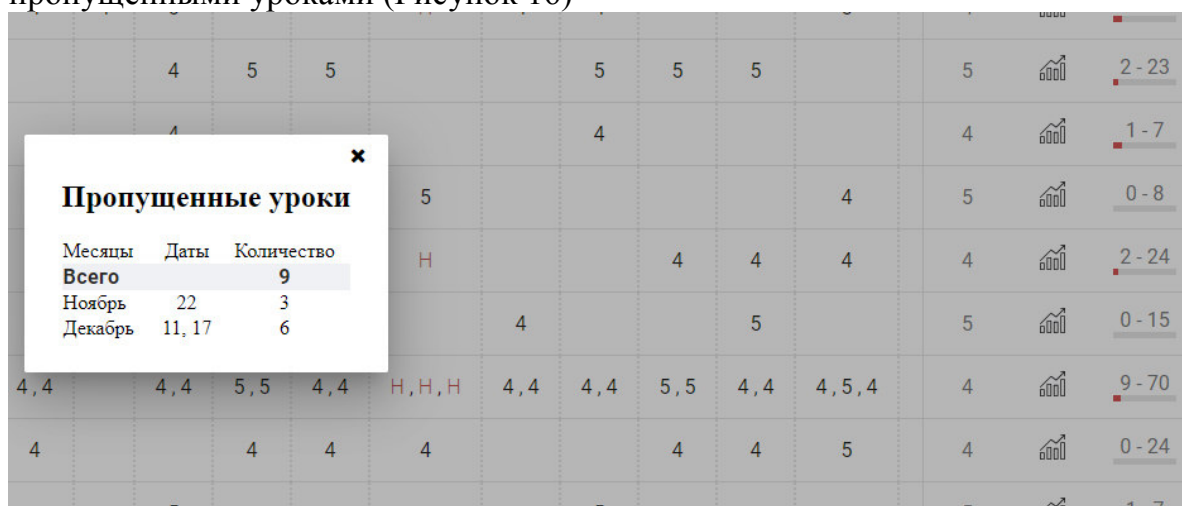 пропущенными уроками (Рисунок 16)
4 5 5 5 5 5 5 2 - 23
4 4 4 1 - 7
✖
Пропущенные уроки
5 4 5 0 - 8
Месяцы Даты Количество
Н 4 4 4 4 2 - 24
Всего 9
Ноябрь 22 3
Декабрь 11, 17 6
4 5 5 0 - 15
4,4 4,4 5,5 4,4 Н,Н,Н 4,4 4,4 5,5 4,4 4,5,4 4 9 - 70
4 4 4 4 4 4 5 4 0 - 24